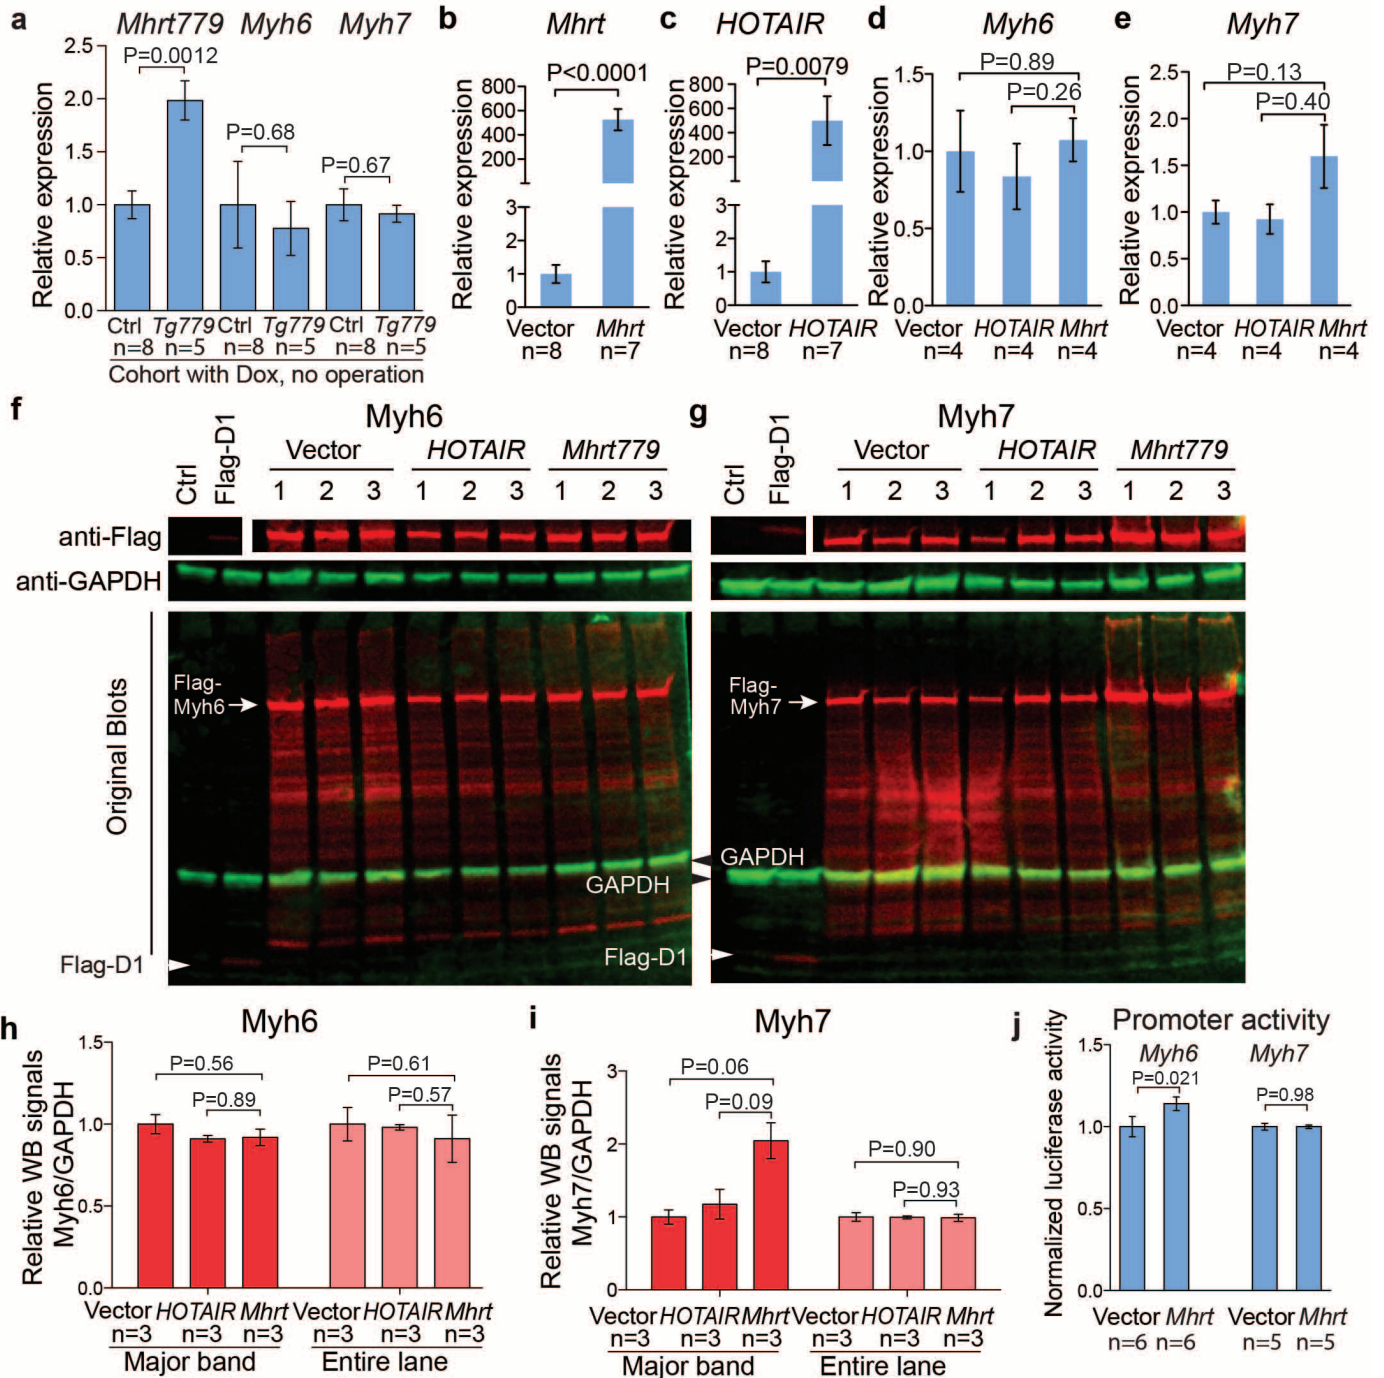 a
Mhrt779 Myh6 Myh7
Relative expression
2.5
2.0
1.5
1.0
0.5
0.0
P=0.0012
P=0.68
P=0.67
Ctrl Tg779 Ctrl Tg779 Ctrl Tg779
n=8 n=5 n=8 n=5 n=8 n=5
Cohort with Dox, no operation
b
Mhrt
Relative expression
P<0.0001
800
600
400
200
3
2
1
0
Vector Mhrt
n=8 n=7
c
HOTAIR
Relative expression
P=0.0079
800
600
400
200
3
2
1
0
Vector HOTAIR
n=8 n=7
d
Myh6
Relative expression
P=0.89
P=0.26
1.5
1.0
0.5
0.0
Vector HOTAIR Mhrt
n=4 n=4 n=4
e
Myh7
Relative expression
P=0.13
P=0.40
2.5
2.0
1.5
1.0
0.5
0.0
Vector HOTAIR Mhrt
n=4 n=4 n=4
f
Myh6
Ctrl
Flag-D1
Vector HOTAIR Mhrt779
1 2 3 1 2 3 1 2 3
anti-Flag
anti-GAPDH
Original Blots
Flag-
Myh6
GAPDH
Flag-D1
g
Myh7
Ctrl
Flag-D1
Vector HOTAIR Mhrt779
1 2 3 1 2 3 1 2 3
Flag-
Myh7
GAPDH
Flag-D1
h
Myh6
Relative WB signals
Myh6/GAPDH
1.5
1.0
0.5
0.0
P=0.56
P=0.89
P=0.61
P=0.57
Vector HOTAIR Mhrt Vector HOTAIR Mhrt
n=3 n=3 n=3 n=3 n=3 n=3
Major band Entire lane
i
Myh7
Relative WB signals
Myh7/GAPDH
3
2
1
0
P=0.06
P=0.09
P=0.90
P=0.93
Vector HOTAIR Mhrt Vector HOTAIR Mhrt
n=3 n=3 n=3 n=3 n=3 n=3
Major band Entire lane
j
Promoter activity
Normalized luciferase activity
Myh6 Myh7
P=0.021
P=0.98
1.5
1.0
0.5
0.0
Vector Mhrt Vector Mhrt
n=6 n=6 n=5 n=5